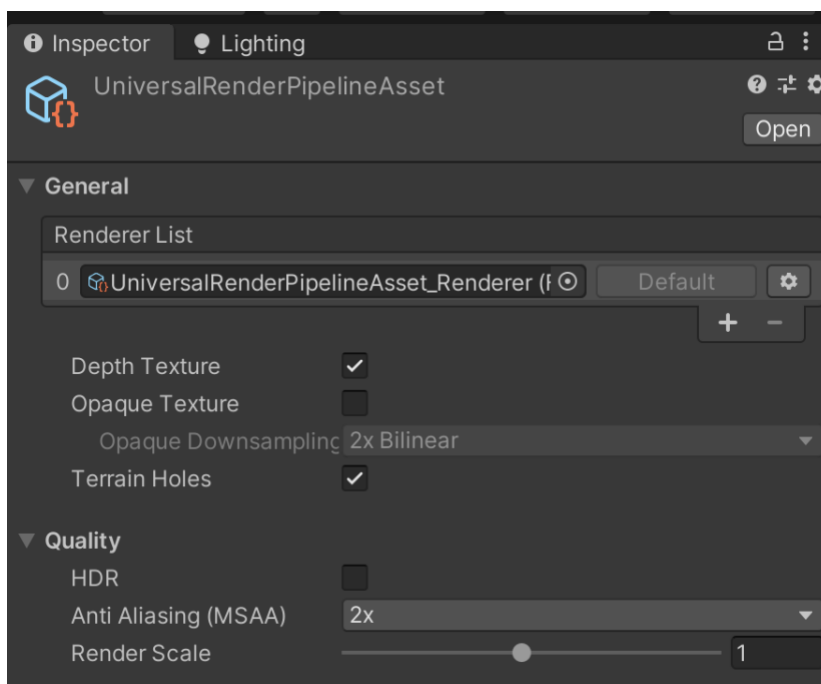 Inspector Lighting
UniversalRenderPipelineAsset
Open
General
Renderer List
0 UniversalRenderPipelineAsset_Renderer ( Default
Depth Texture
Opaque Texture
Opaque Downsampling 2x Bilinear
Terrain Holes
Quality
HDR
Anti Aliasing (MSAA) 2x
Render Scale 1